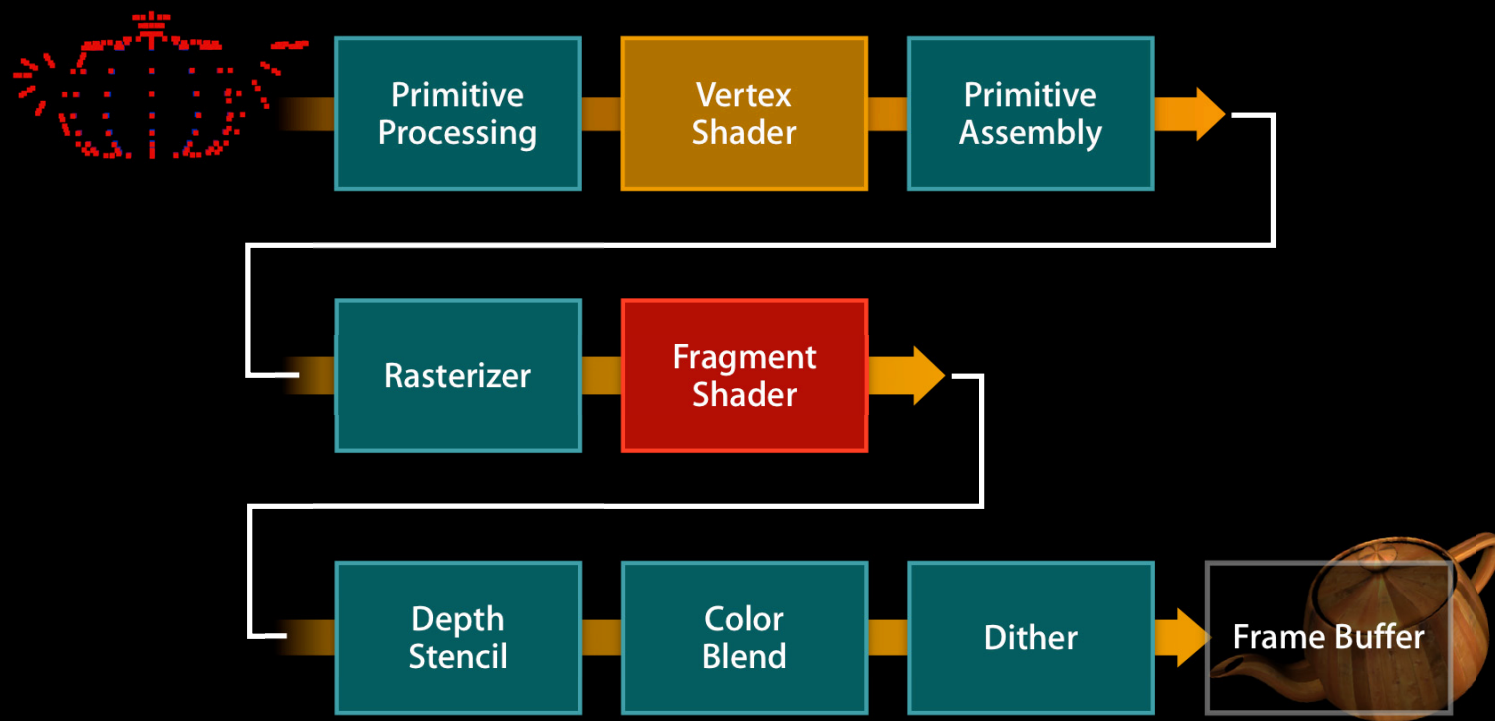 Primitive
Processing
Vertex
Shader
Primitive
Assembly
Rasterizer
Fragment
Shader
Depth
Stencil
Color
Blend
Dither
Frame Buffer